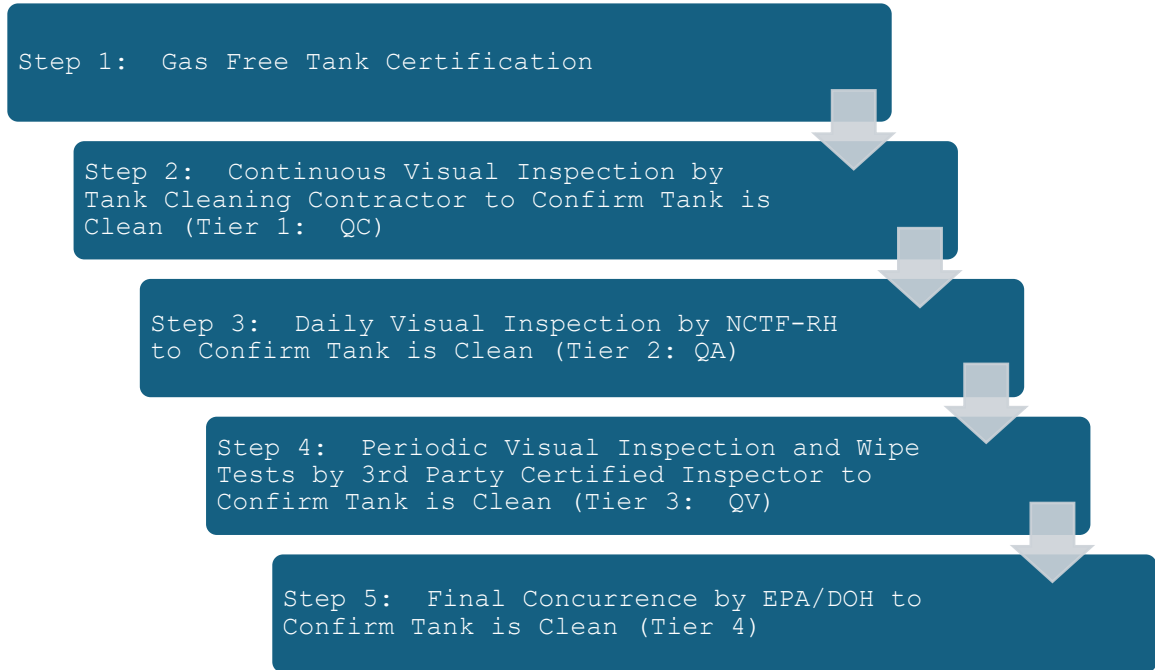 Step 1:  Gas Free Tank Certification
Step 2:  Continuous Visual Inspection by
Tank Cleaning Contractor to Confirm Tank is
Clean (Tier 1:  QC)
Step 3:  Daily Visual Inspection by NCTF-RH
to Confirm Tank is Clean (Tier 2: QA)
Step 4:  Periodic Visual Inspection and Wipe
Tests by 3rd Party Certified Inspector to
Confirm Tank is Clean (Tier 3:  QV)
Step 5:  Final Concurrence by EPA/DOH to
Confirm Tank is Clean (Tier 4)